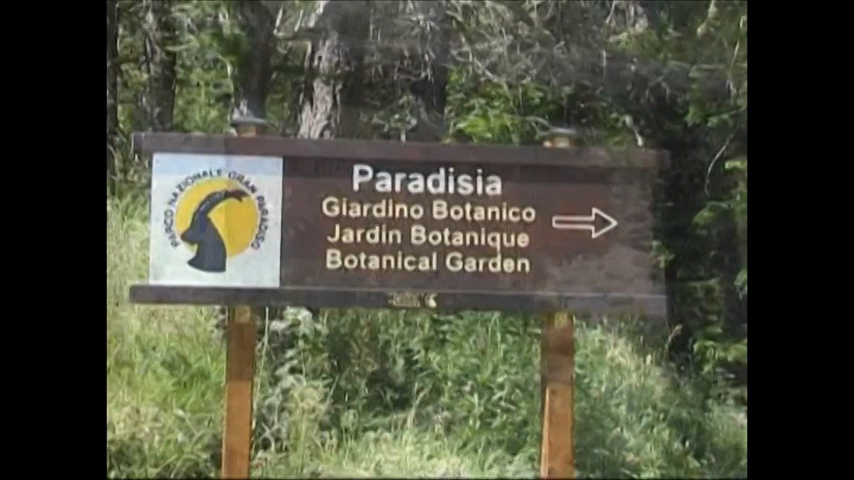 PARCO NAZIONALE GRAN PARADISO
Paradisia
Giardino Botanico
Jardin Botanique
Botanical Garden